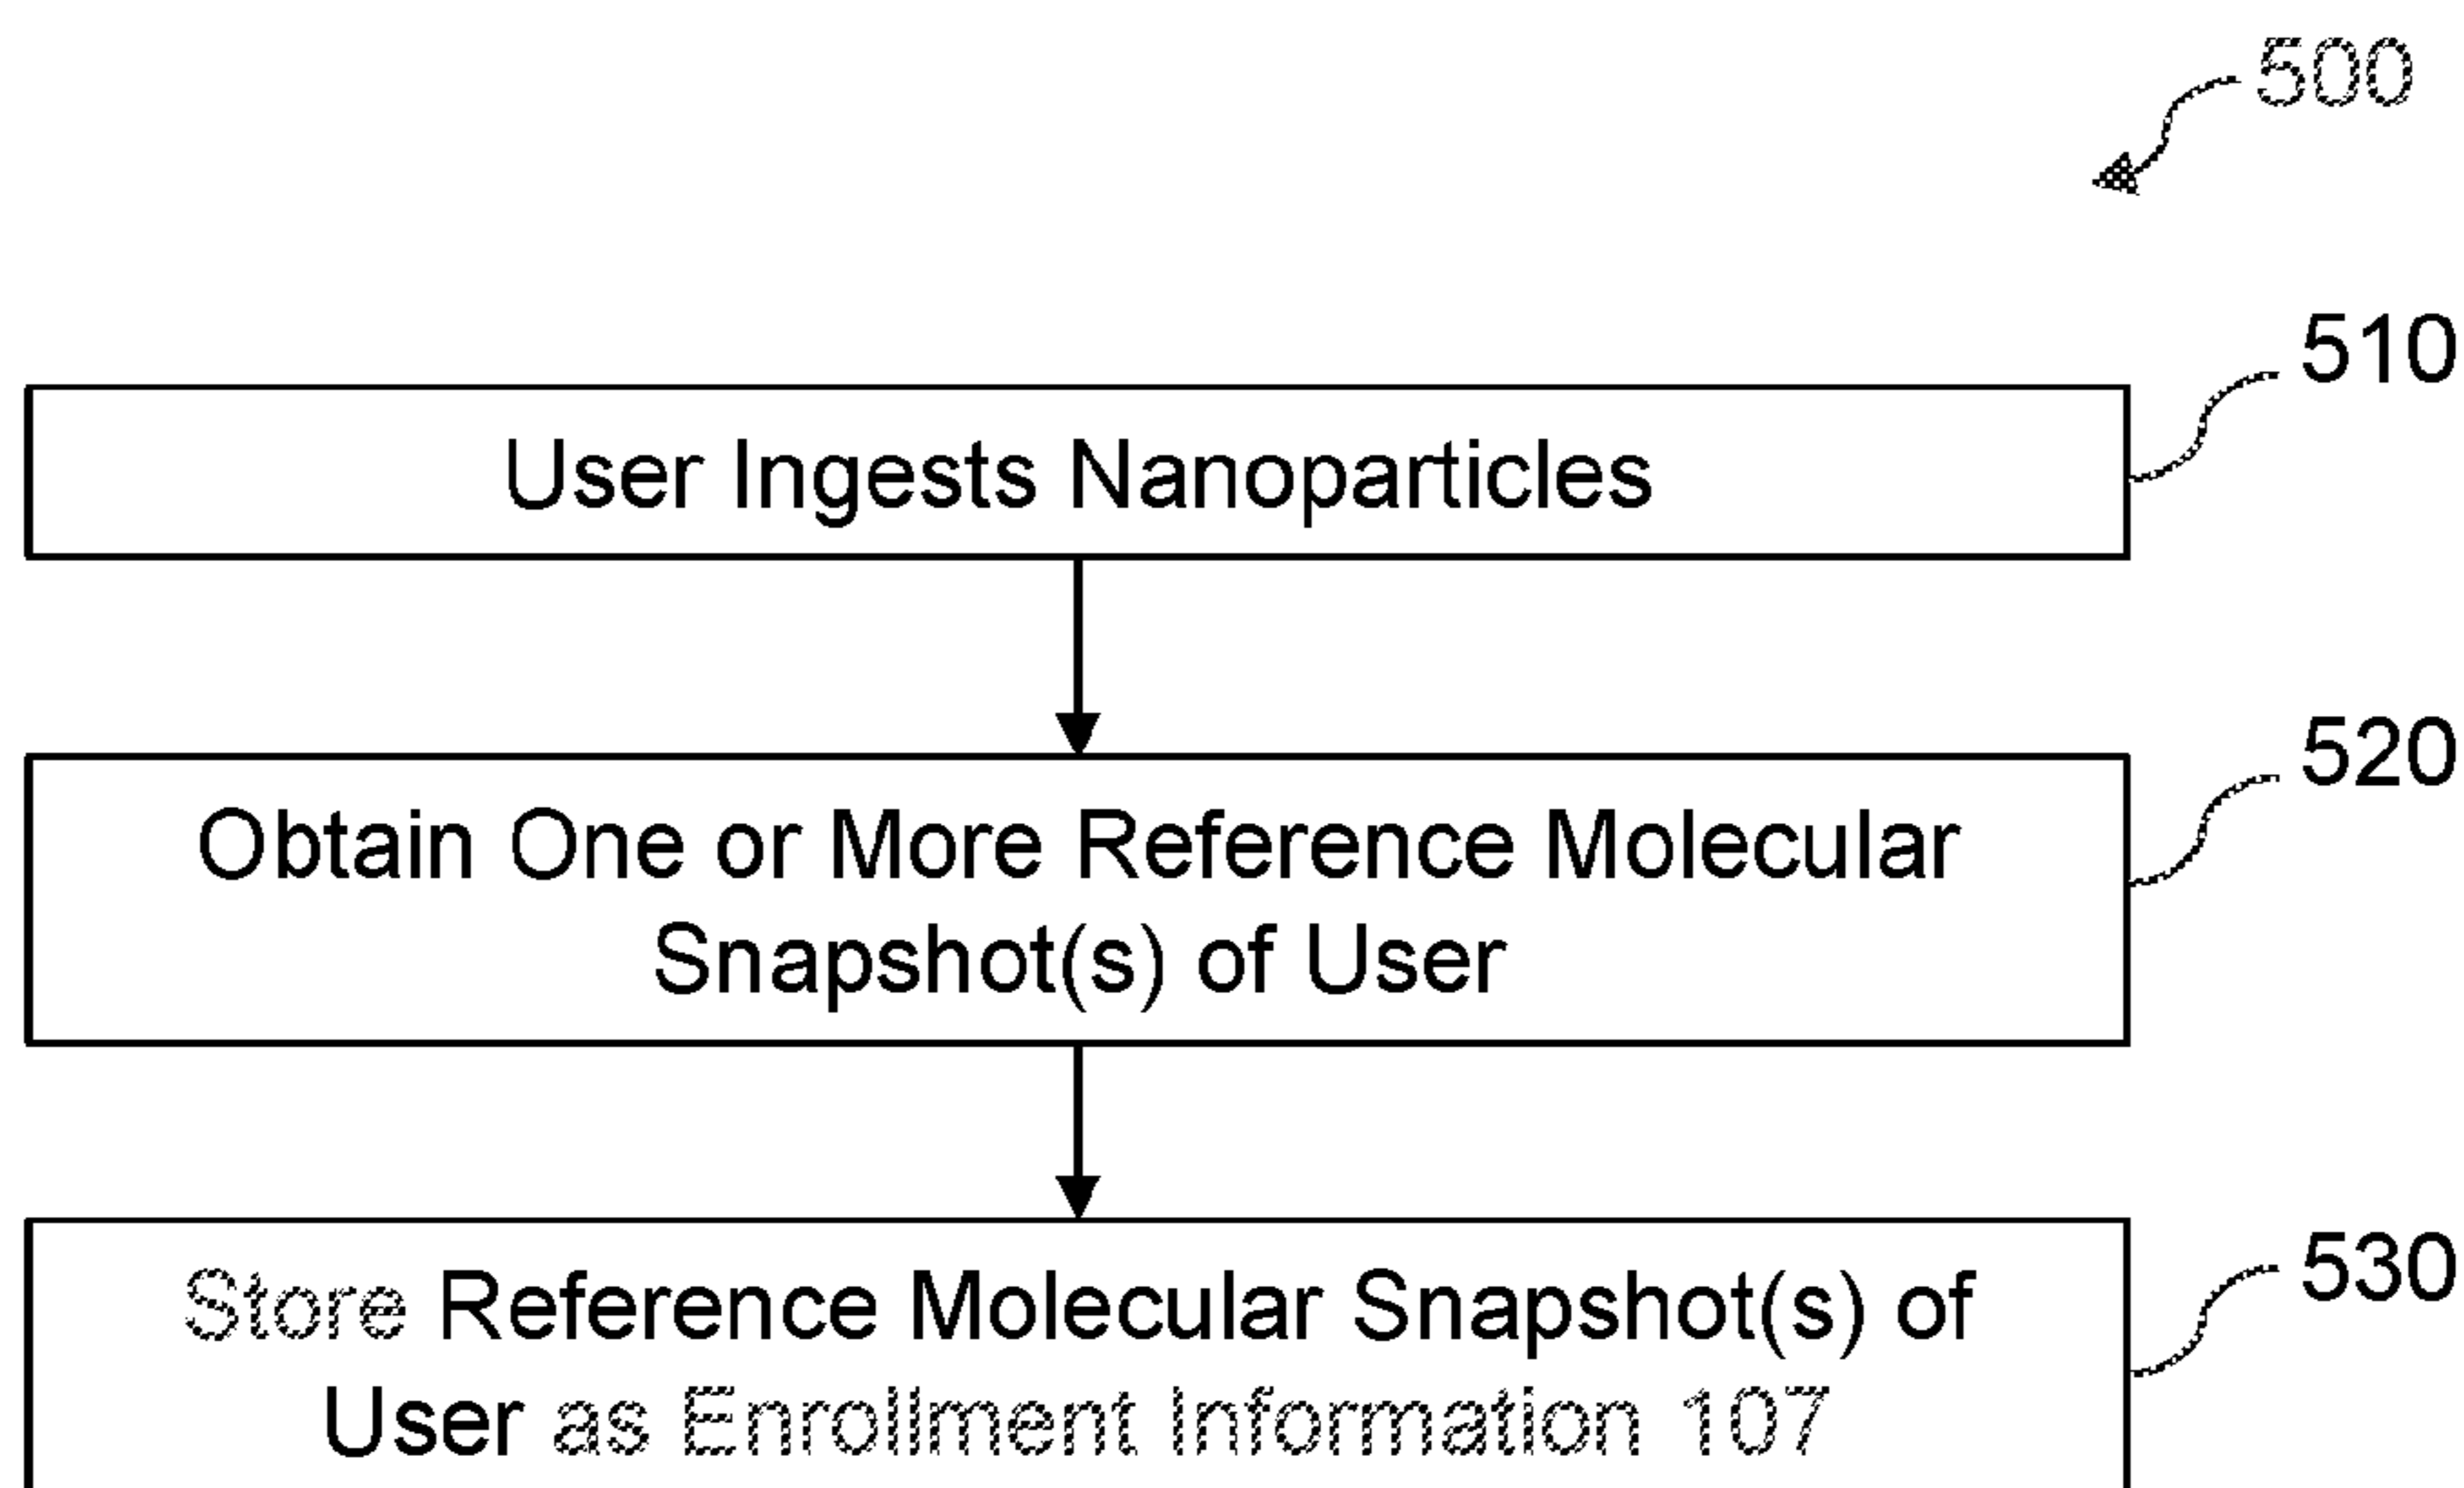 500
510
User Ingests Nanoparticles
520
Obtain One or More Reference Molecular
Snapshot(s) of User
530
Store Reference Molecular Snapshot(s) of
User as Enrollment Information 107